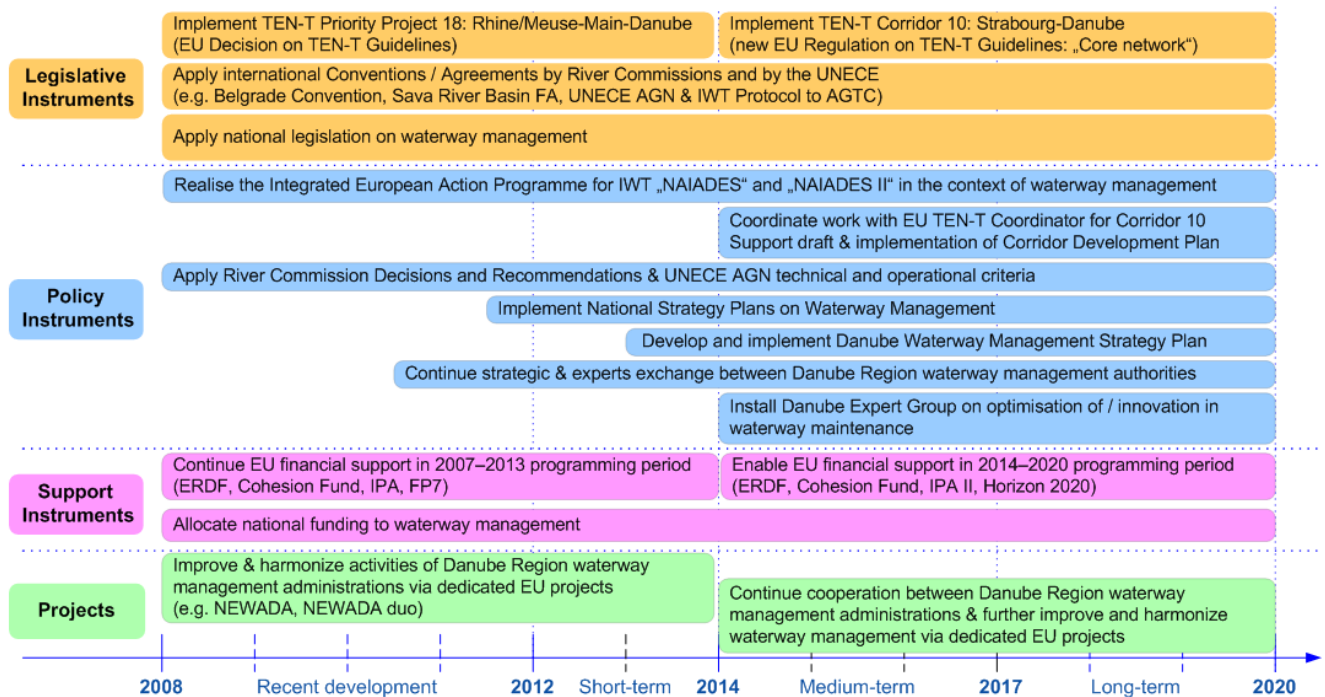 Legislative
Instruments
Implement TEN-T Priority Project 18: Rhine/Meuse-Main-Danube
(EU Decision on TEN-T Guidelines)
Implement TEN-T Corridor 10: Strabourg-Danube
(new EU Regulation on TEN-T Guidelines: „Core network“)
Apply international Conventions / Agreements by River Commissions and by the UNECE
(e.g. Belgrade Convention, Sava River Basin FA, UNECE AGN & IWT Protocol to AGTC)
Apply national legislation on waterway management
Policy
Instruments
Realise the Integrated European Action Programme for IWT „NAIADES“ and „NAIADES II“ in the context of waterway management
Coordinate work with EU TEN-T Coordinator for Corridor 10
Support draft & implementation of Corridor Development Plan
Apply River Commission Decisions and Recommendations & UNECE AGN technical and operational criteria
Implement National Strategy Plans on Waterway Management
Develop and implement Danube Waterway Management Strategy Plan
Continue strategic & experts exchange between Danube Region waterway management authorities
Install Danube Expert Group on optimisation of / innovation in
waterway maintenance
Support
Instruments
Continue EU financial support in 2007–2013 programming period
(ERDF, Cohesion Fund, IPA, FP7)
Enable EU financial support in 2014–2020 programming period
(ERDF, Cohesion Fund, IPA II, Horizon 2020)
Allocate national funding to waterway management
Projects
Improve & harmonize activities of Danube Region waterway
management administrations via dedicated EU projects
(e.g. NEWADA, NEWADA duo)
Continue cooperation between Danube Region waterway
management administrations & further improve and harmonize
waterway management via dedicated EU projects
2008 Recent development 2012 Short-term 2014 Medium-term 2017 Long-term 2020